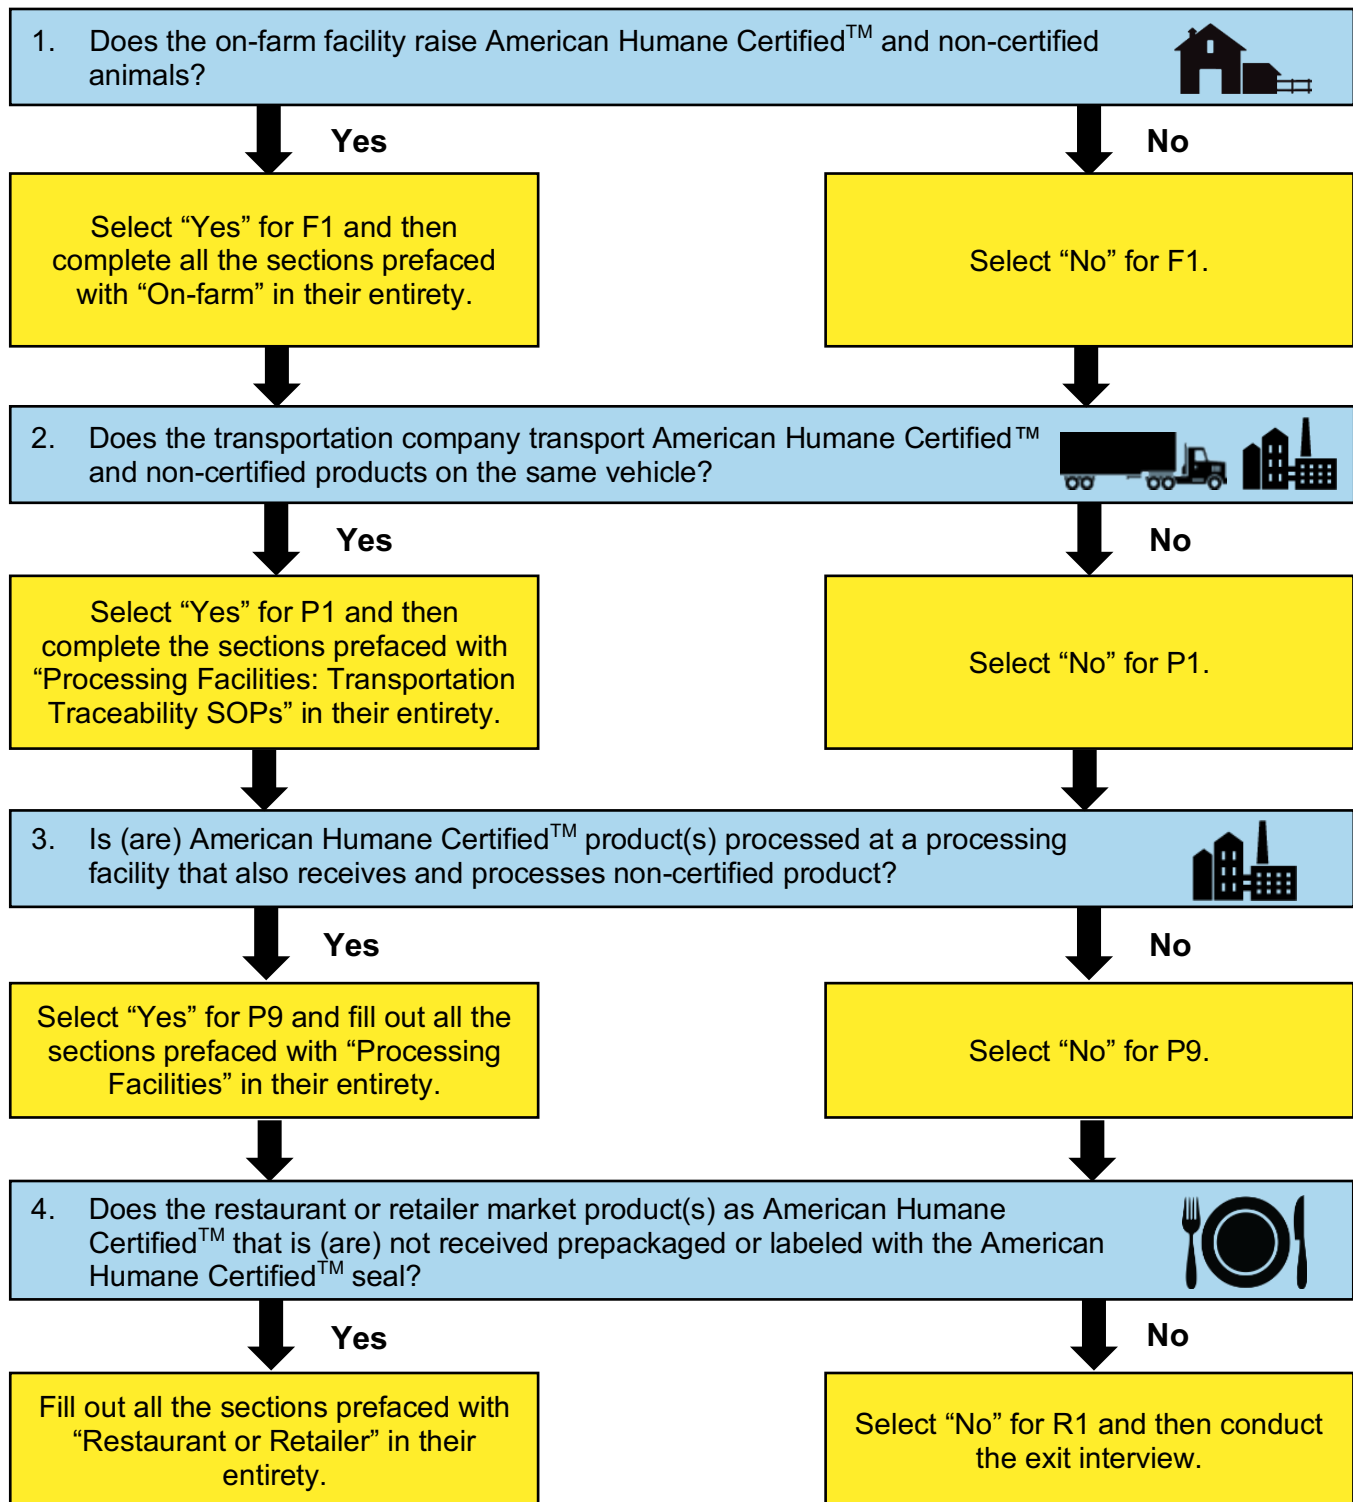 1. Does the on-farm facility raise American Humane Certified™ and non-certified
animals?
Yes
No
Select “Yes” for F1 and then
complete all the sections prefaced
with “On-farm” in their entirety.
Select “No” for F1.
2. Does the transportation company transport American Humane Certified™
and non-certified products on the same vehicle?
Yes
No
Select “Yes” for P1 and then
complete the sections prefaced with
“Processing Facilities: Transportation
Traceability SOPs” in their entirety.
Select “No” for P1.
3. Is (are) American Humane Certified™ product(s) processed at a processing
facility that also receives and processes non-certified product?
Yes
No
Select “Yes” for P9 and fill out all the
sections prefaced with “Processing
Facilities” in their entirety.
Select “No” for P9.
4. Does the restaurant or retailer market product(s) as American Humane
Certified™ that is (are) not received prepackaged or labeled with the American
Humane Certified™ seal?
Yes
No
Fill out all the sections prefaced with
“Restaurant or Retailer” in their
entirety.
Select “No” for R1 and then conduct
the exit interview.